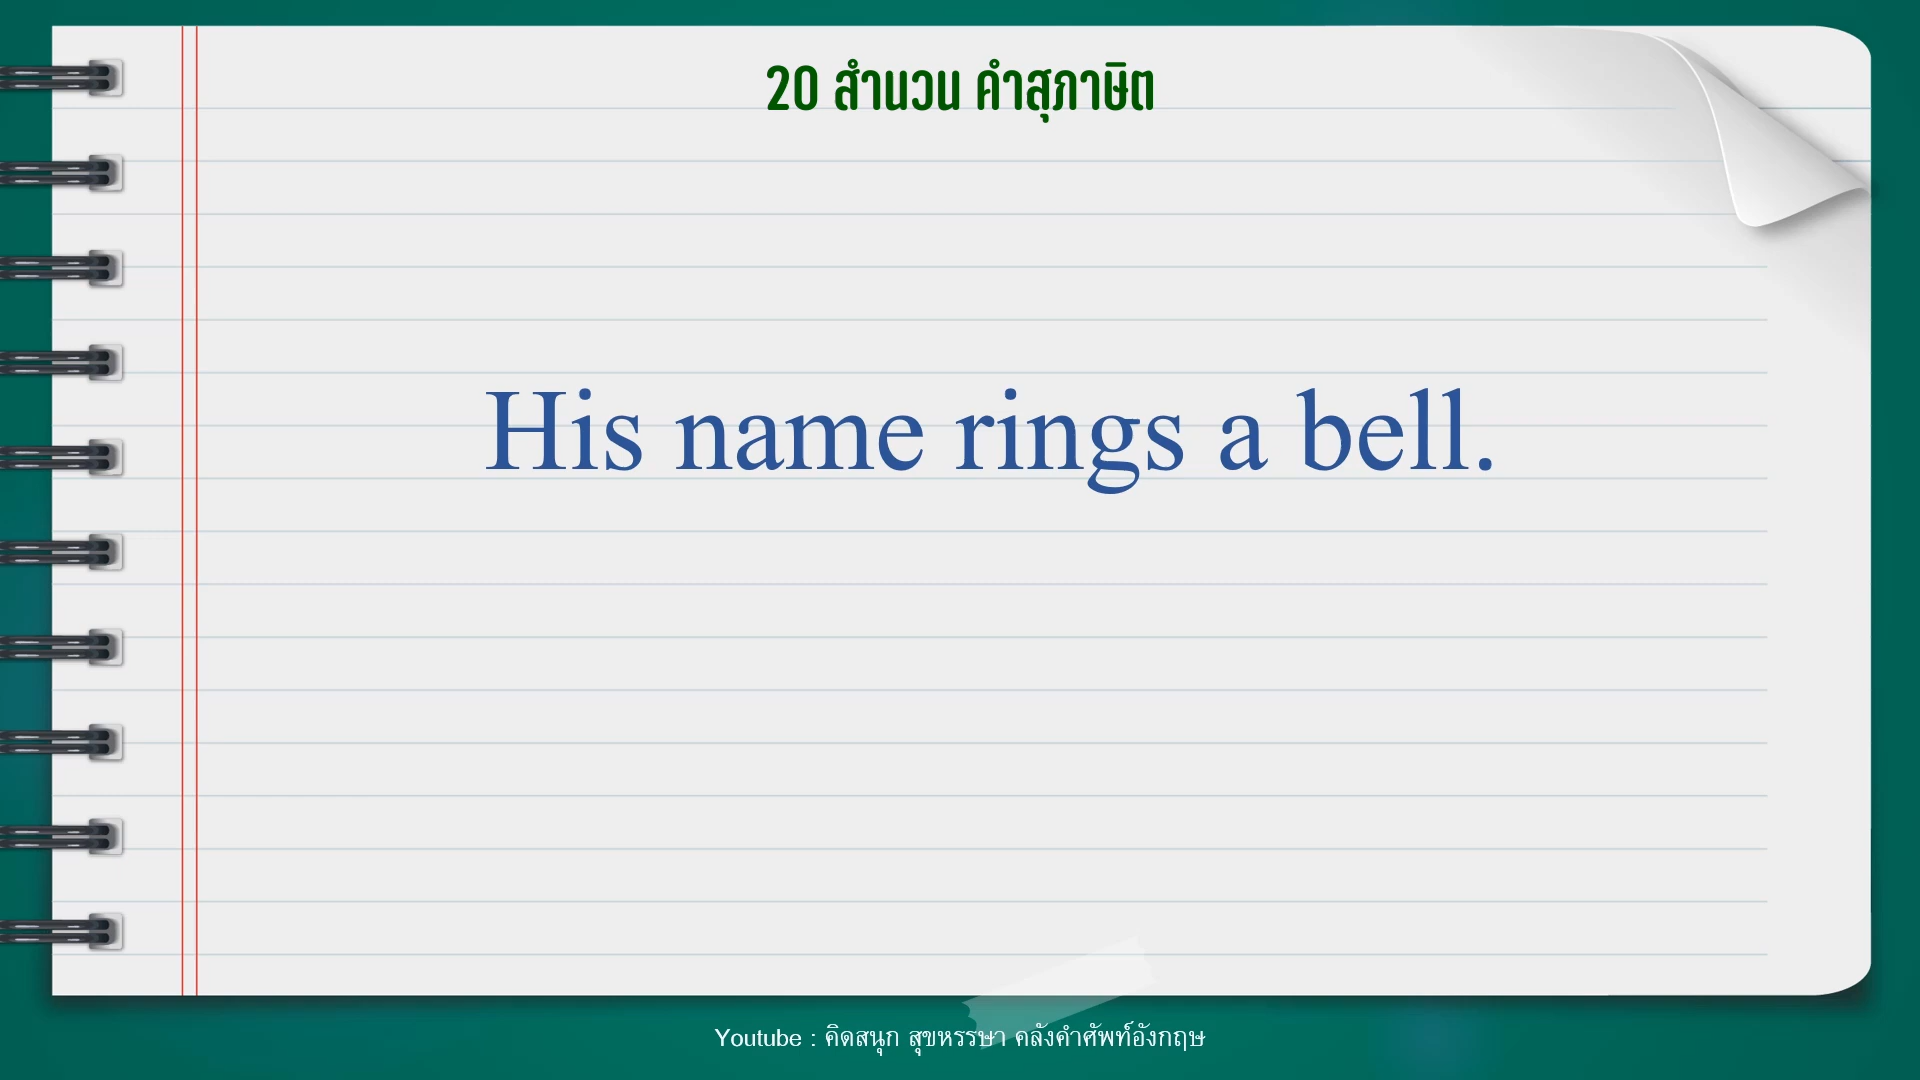 20 สำนวน คำสุภาษิต
His name rings a bell.
Youtube : คิดสนุก สุขหรรษา คลังคำศัพท์อังกฤษ